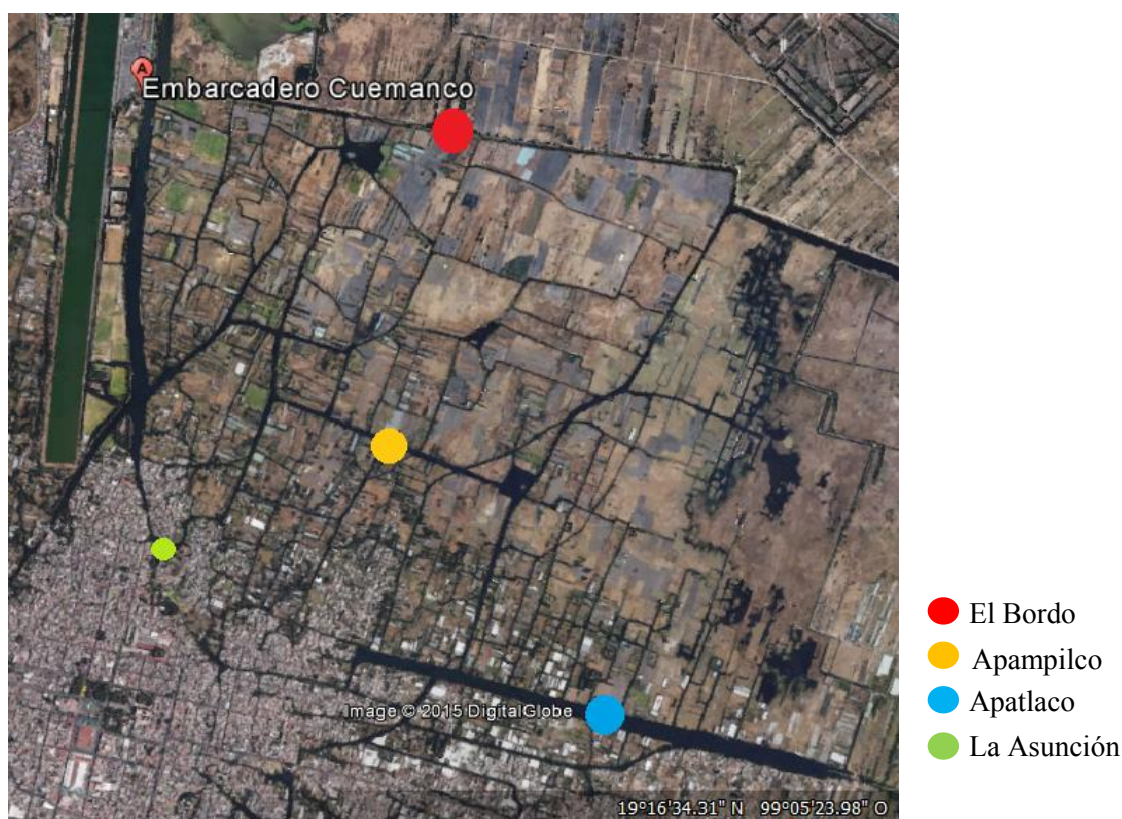 A
Embarcadero Cuemanco
El Bordo
Apampilco
Apatlaco
La Asunción
Image © 2015 DigitalGlobe
19°16'34.31" N 99°05'23.98" O